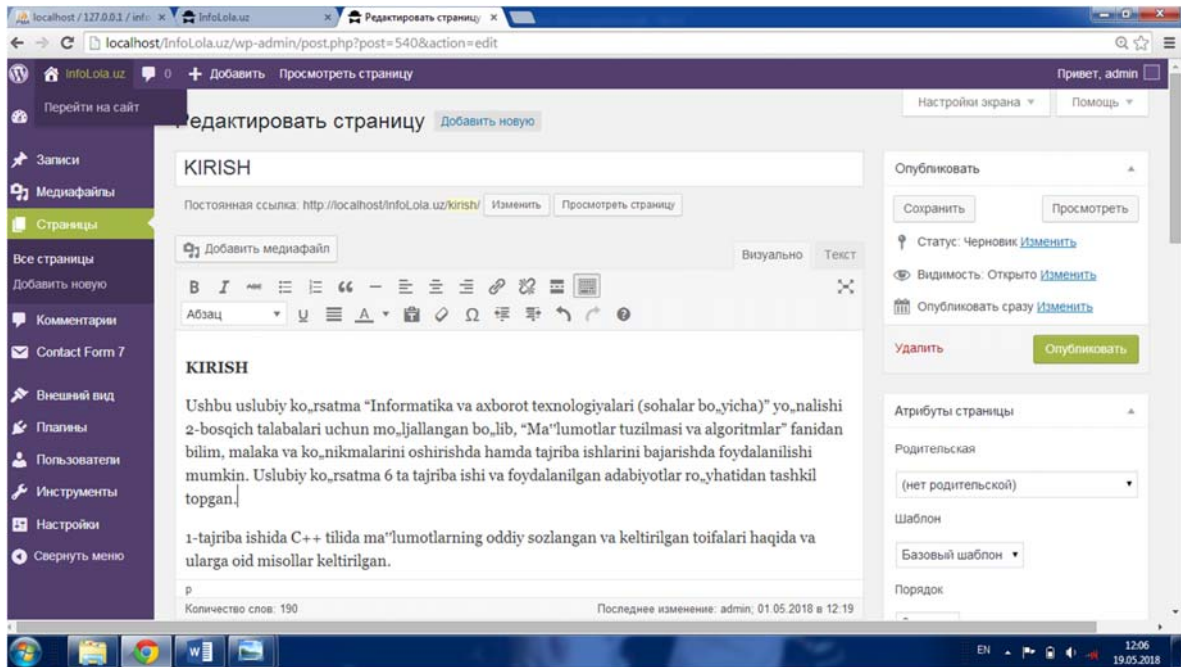 localhost / 127.0.0.1 / info
InfoLola.uz
Редактировать страницу
localhost/InfoLola.uz/wp-admin/post.php?post=540&action=edit
InfoLola.uz 0 Добавить Просмотреть страницу Привет, admin
Перейти на сайт
Настройки экрана Помощь
Редактировать страницу Добавить новую
Записи
Медиафайлы
Страницы
Все страницы
Добавить новую
Комментарии
Contact Form 7
Внешний вид
Плагины
Пользователи
Инструменты
Настройки
Свернуть меню
KIRISH
Постоянная ссылка: http://localhost/InfoLola.uz/kirish/ Изменить Просмотреть страницу
Добавить медиафайл
Визуально Текст
B I ABC
Абзац U A Ω
KIRISH
Ushbu uslubiy ko„rsatma “Informatika va axborot texnologiyalari (sohalar bo„yicha)” yo„nalishi
2-bosqich talabalari uchun mo„ljallangan bo„lib, “Ma‟lumotlar tuzilmasi va algoritmlar” fanidan
bilim, malaka va ko„nikmalarini oshirishda hamda tajriba ishlarini bajarishda foydalanilishi
mumkin. Uslubiy ko„rsatma 6 ta tajriba ishi va foydalanilgan adabiyotlar ro„yhatidan tashkil
topgan.
1-tajriba ishida C++ tilida ma‟lumotlarning oddiy sozlangan va keltirilgan toifalari haqida va
ularga oid misollar keltirilgan.
p
Количество слов: 190 Последнее изменение: admin; 01.05.2018 в 12:19
Опубликовать
Сохранить Просмотреть
Статус: Черновик Изменить
Видимость: Открыто Изменить
Опубликовать сразу Изменить
Удалить Опубликовать
Атрибуты страницы
Родительская
(нет родительской)
Шаблон
Базовый шаблон
Порядок
EN 12:06
19.05.2018